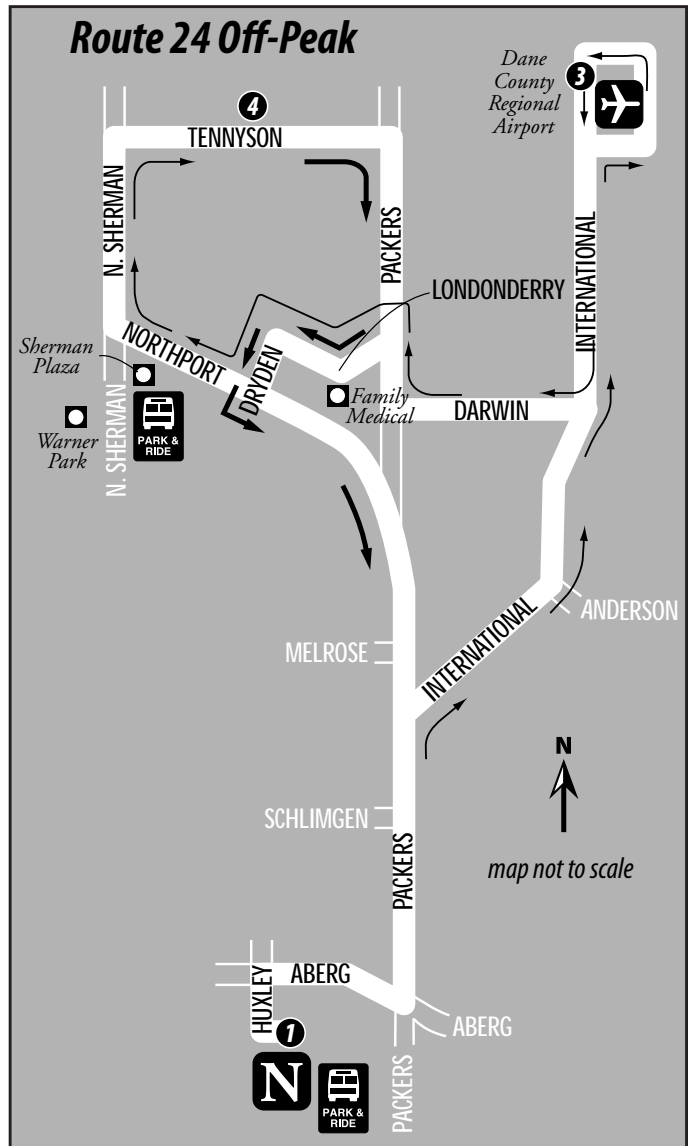 Route 24 Off-Peak
Dane
County
Regional
Airport
3
4
TENNYSON
N. SHERMAN
PACKERS
INTERNATIONAL
LONDONDERRY
NORTHPORT
Sherman
Plaza
DRYDEN
Family
Medical
DARWIN
Warner
Park
N. SHERMAN
PARK &
RIDE
ANDERSON
INTERNATIONAL
MELROSE
N
SCHLIMGEN
PACKERS
map not to scale
HUXLEY
ABERG
1
ABERG
N
PARK &
RIDE
PACKERS